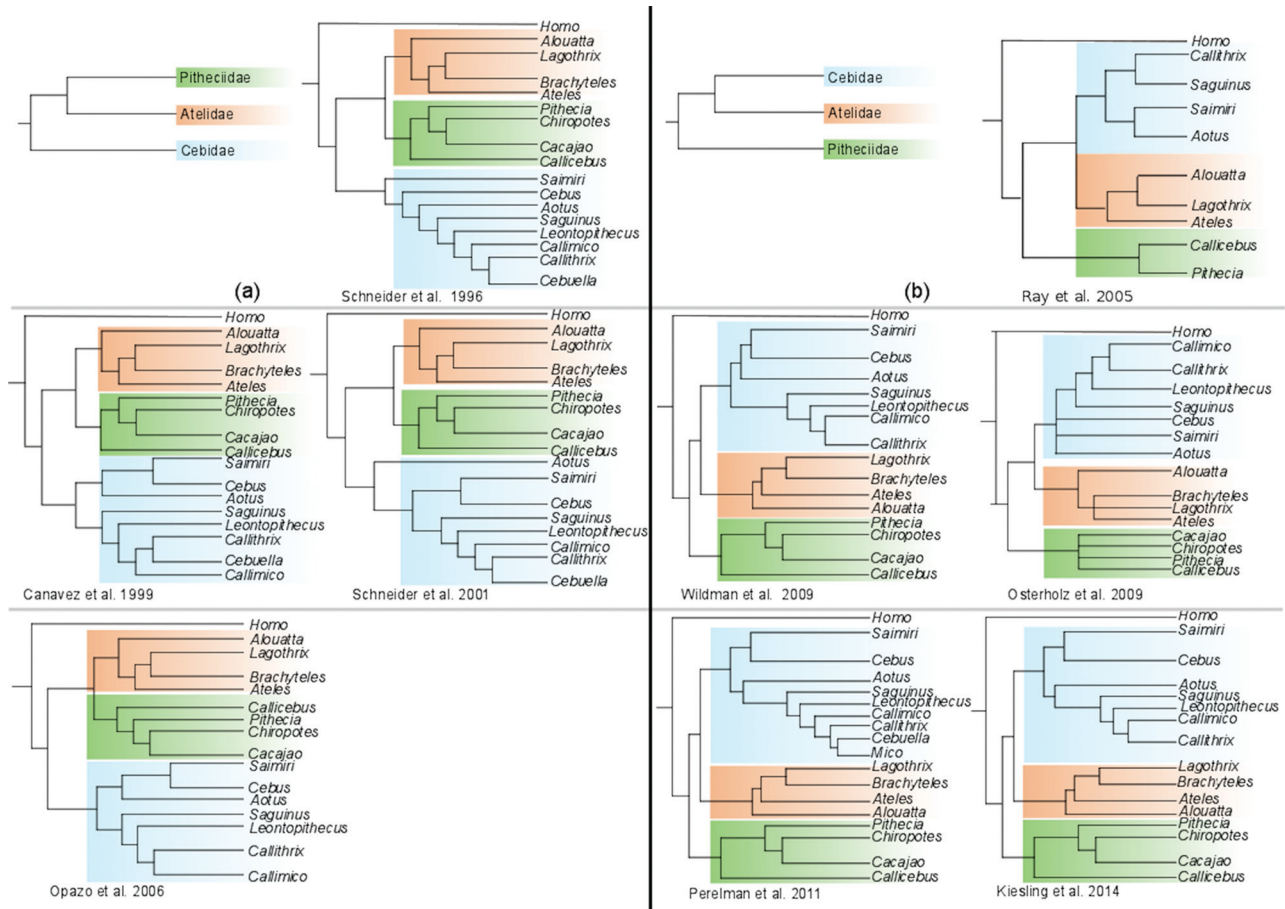 Pitheciidae
Atelidae
Cebidae
Homo
Alouatta
Lagothrix
Brachyteles
Ateles
Pithecia
Chiropotes
Cacajao
Callicebus
Saimiri
Cebus
Aotus
Saguinus
Leontopithecus
Callimico
Callithrix
Cebuella
(a)
Schneider et al. 1996
Cebidae
Atelidae
Pitheciidae
Homo
Callithrix
Saguinus
Saimiri
Aotus
Alouatta
Lagothrix
Ateles
Callicebus
Pithecia
(b)
Ray et al. 2005
Homo
Alouatta
Lagothrix
Brachyteles
Ateles
Pithecia
Chiropotes
Cacajao
Callicebus
Saimiri
Cebus
Aotus
Saguinus
Leontopithecus
Callithrix
Cebuella
Callimico
Canavez et al. 1999
Homo
Alouatta
Lagothrix
Brachyteles
Ateles
Pithecia
Chiropotes
Cacajao
Callicebus
Aotus
Saimiri
Cebus
Saguinus
Leontopithecus
Callimico
Callithrix
Cebuella
Schneider et al. 2001
Homo
Saimiri
Cebus
Aotus
Saguinus
Leontopithecus
Callimico
Callithrix
Lagothrix
Brachyteles
Ateles
Alouatta
Pithecia
Chiropotes
Cacajao
Callicebus
Wildman et al. 2009
Homo
Callimico
Callithrix
Leontopithecus
Saguinus
Cebus
Saimiri
Aotus
Alouatta
Brachyteles
Lagothrix
Ateles
Cacajao
Chiropotes
Pithecia
Callicebus
Osterholz et al. 2009
Homo
Alouatta
Lagothrix
Brachyteles
Ateles
Callicebus
Pithecia
Chiropotes
Cacajao
Saimiri
Cebus
Aotus
Saguinus
Leontopithecus
Callithrix
Callimico
Opazo et al. 2006
Homo
Saimiri
Cebus
Aotus
Saguinus
Leontopithecus
Callimico
Callithrix
Cebuella
Mico
Lagothrix
Brachyteles
Ateles
Alouatta
Pithecia
Chiropotes
Cacajao
Callicebus
Perelman et al. 2011
Homo
Saimiri
Cebus
Aotus
Saguinus
Leontopithecus
Callimico
Callithrix
Lagothrix
Brachyteles
Ateles
Alouatta
Pithecia
Chiropotes
Cacajao
Callicebus
Kiesling et al. 2014